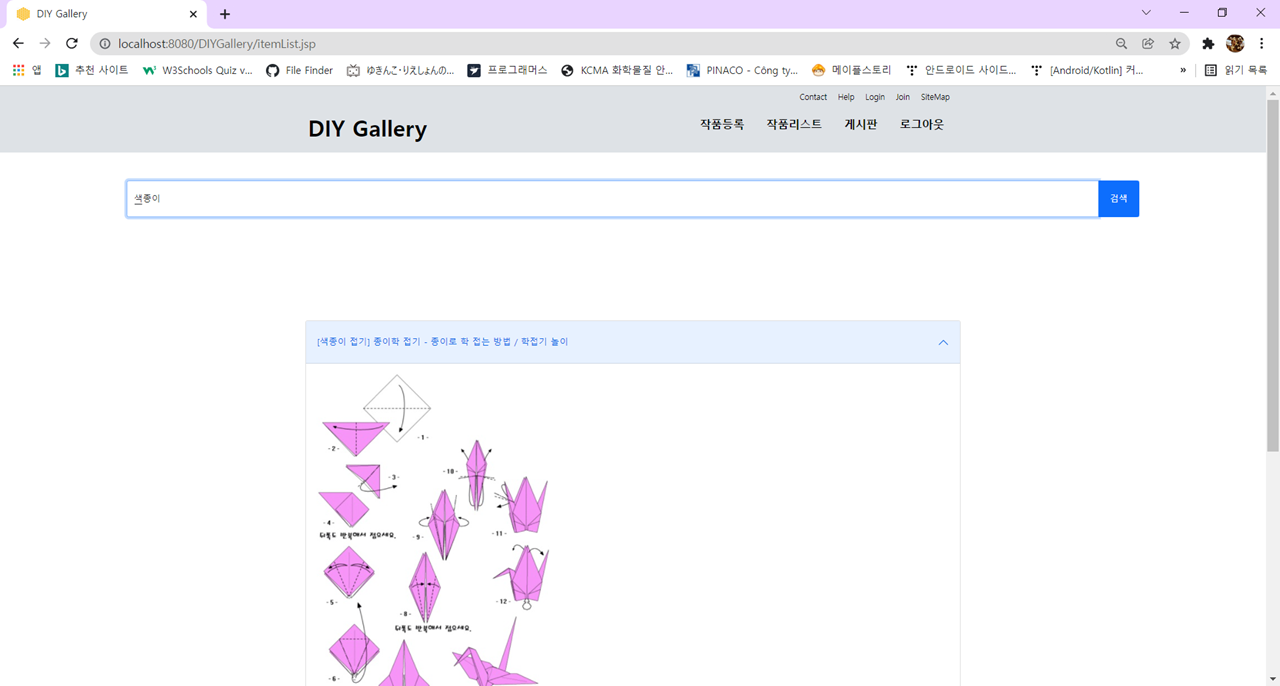 DIY Gallery
localhost:8080/DIYGallery/itemList.jsp
앱 추천 사이트 W3Schools Quiz v... File Finder ゆきんこ・りえしょんの... 프로그래머스 KCMA 화학물질 안... PINACO - Công ty... 메이플스토리 안드로이드 사이드... [Android/Kotlin] 커... » 읽기 목록
Contact Help Login Join SiteMap
DIY Gallery 작품등록 작품리스트 게시판 로그아웃
색종이 검색
[색종이 접기] 종이학 접기 - 종이로 학 접는 방법 / 학접기 놀이
-1-
-2-
-3-
-10-
-4-
-9-
-11-
뒤쪽도 반복해서 접으세요.
-5-
-12-
-8-
뒤쪽도 반복해서 접으세요.
-6-